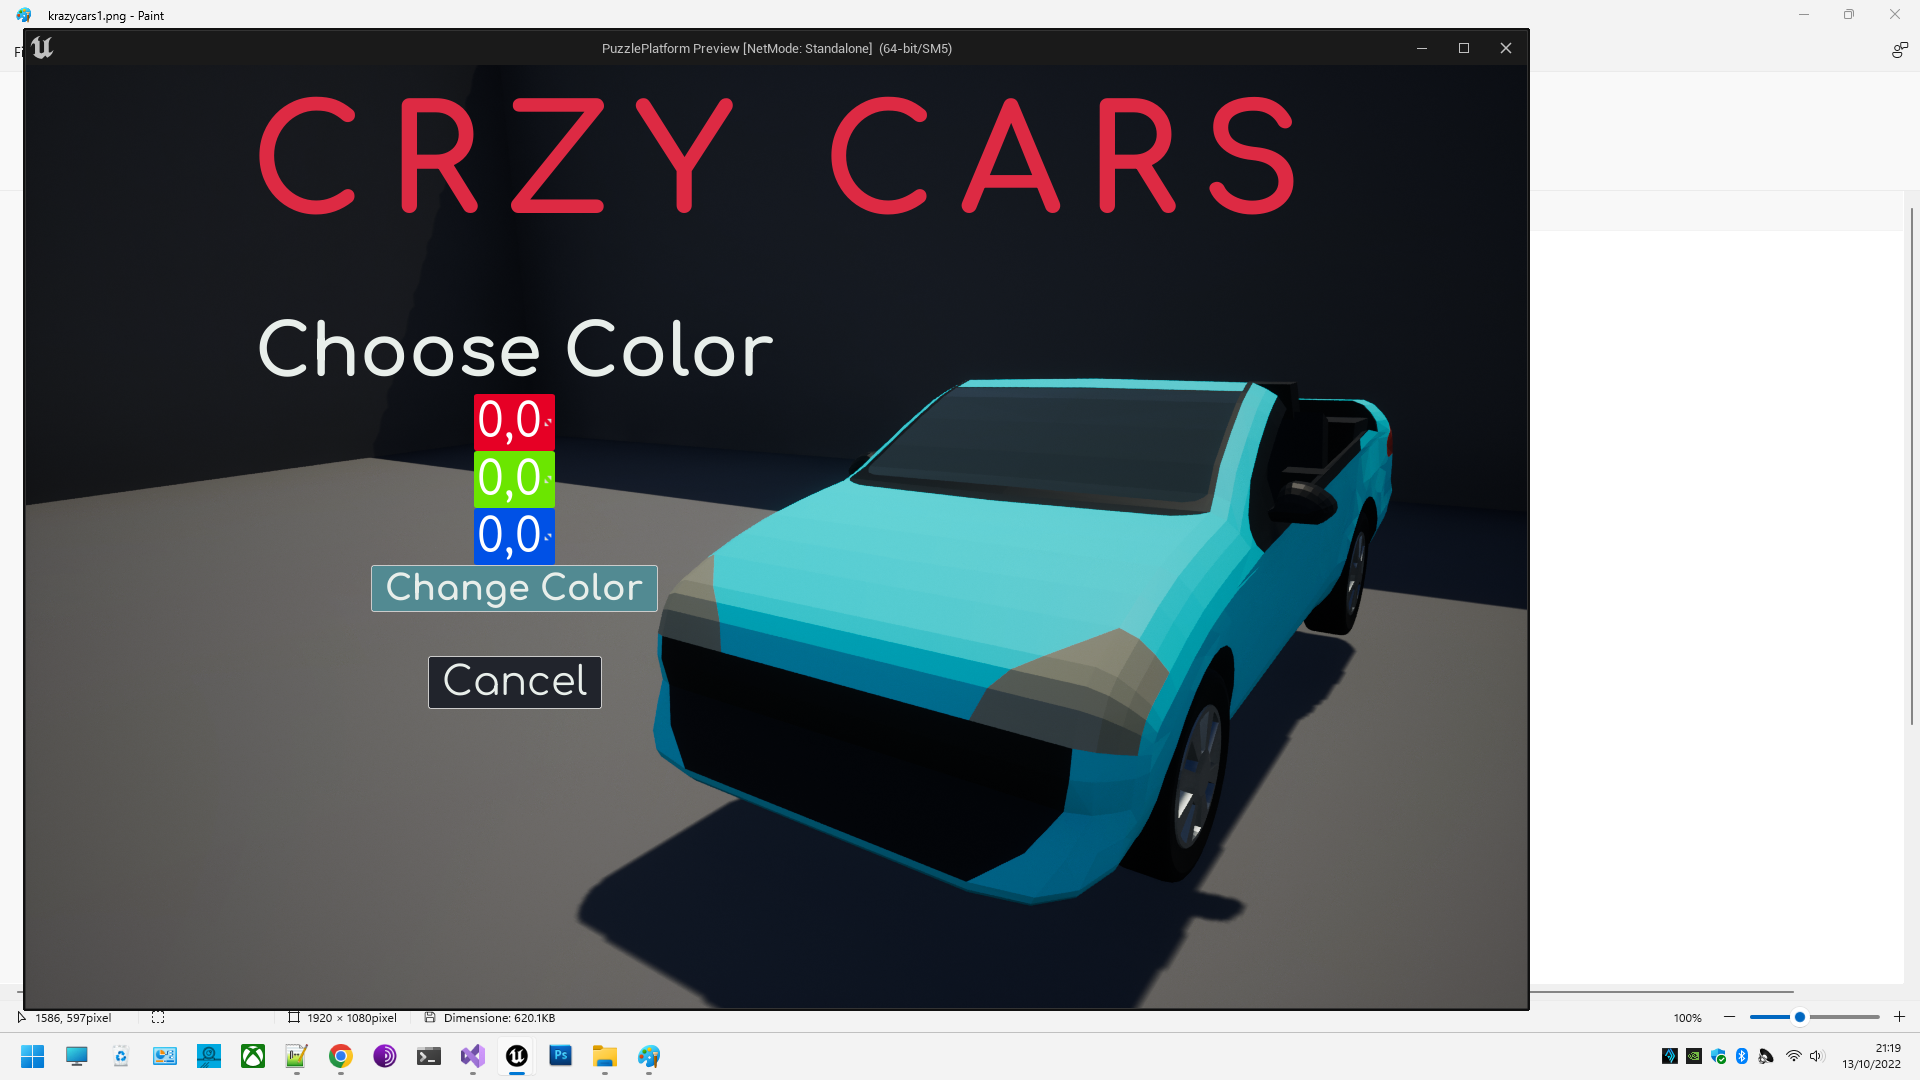 krazycars1.png - Paint
PuzzlePlatform Preview [NetMode: Standalone]  (64-bit/SM5)
CRZY CARS
Choose Color
0,0
0,0
0,0
Change Color
Cancel
1586, 597pixel
1920 × 1080pixel
Dimensione: 620.1KB
100%
Ps
21:19
13/10/2022